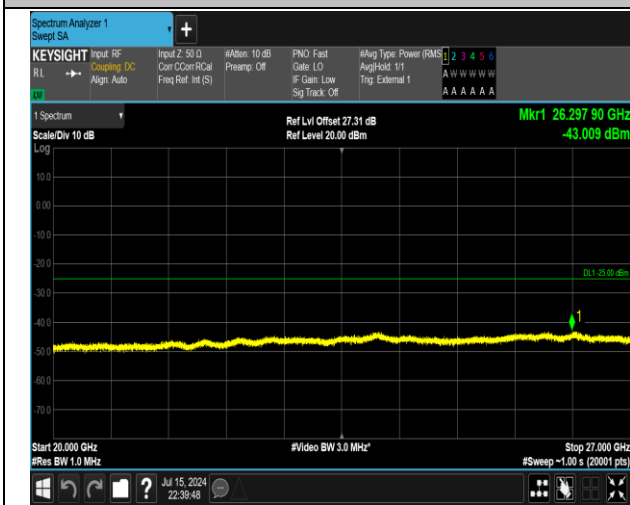 Spectrum Analyzer 1
Swept SA
+
KEYSIGHT
RL
Input: RF
Coupling: DC
Align: Auto
Input Z: 50 Ω
Corr CCorr RCal
Freq Ref: Int (S)
#Atten: 10 dB
Preamp: Off
PNO: Fast
Gate: LO
IF Gain: Low
Sig Track: Off
#Avg Type: Power (RMS
Avg|Hold: 1/1
Trig: External 1
1 2 3 4 5 6
A W W W W W
A A A A A A
1 Spectrum
Scale/Div 10 dB
Log
Ref Lvl Offset 27.31 dB
Ref Level 20.00 dBm
Mkr1 26.297 90 GHz
-43.009 dBm
10.0
0.00
-10.0
-20.0
DL1 -25.00 dBm
-30.0
-40.0
1
-50.0
-60.0
-70.0
Start 20.000 GHz
#Res BW 1.0 MHz
#Video BW 3.0 MHz*
Stop 27.000 GHz
#Sweep ~1.00 s (20001 pts)
?
Jul 15, 2024
22:39:48